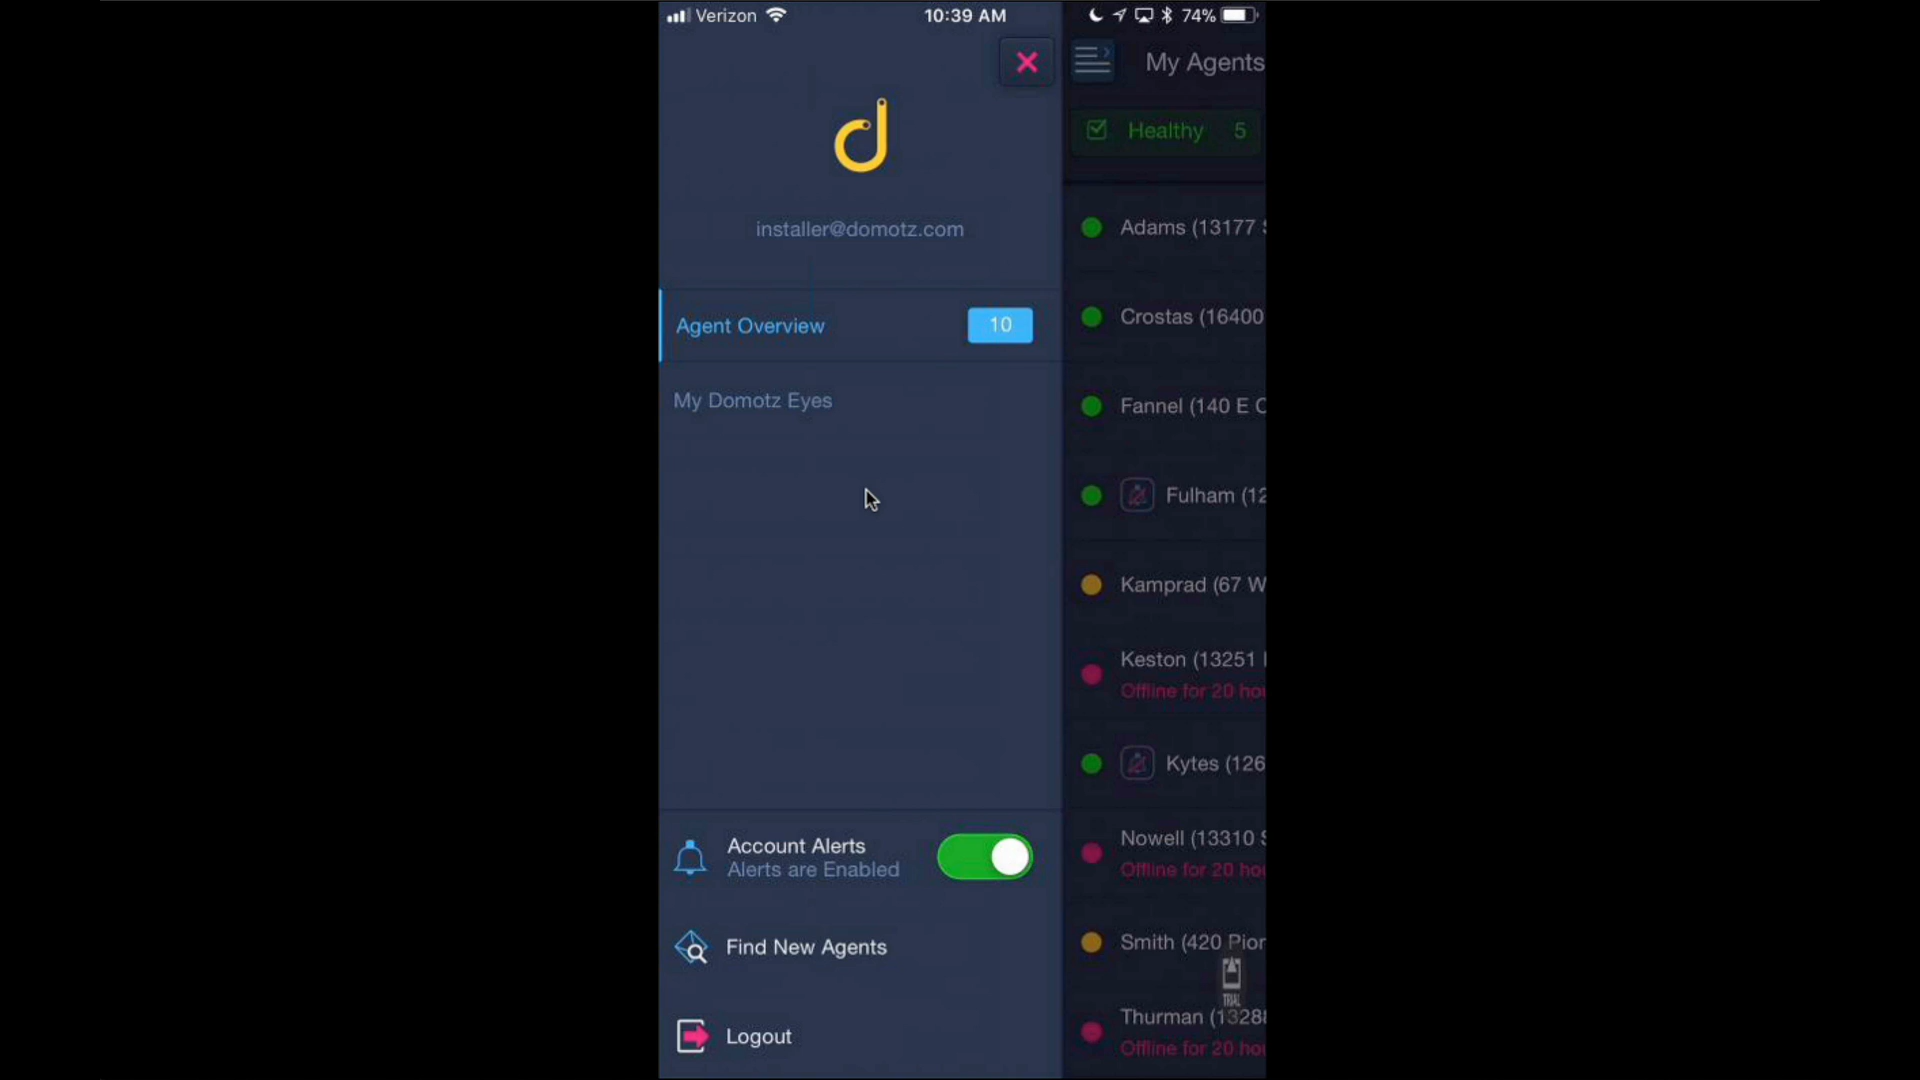 Verizon
10:39 AM
74%
My Agents
Healthy 5
installer@domotz.com
Agent Overview
10
My Domotz Eyes
Account Alerts
Alerts are Enabled
Find New Agents
Logout
Adams (13177
Crostas (16400
Fannel (140 E
Fulham (12
Kamprad (67 W
Keston (13251
Offline for 20
Kytes (126
Nowell (13310
Offline for 20
Smith (420 Pior
TRIAL
Thurman (1328
Offline for 20